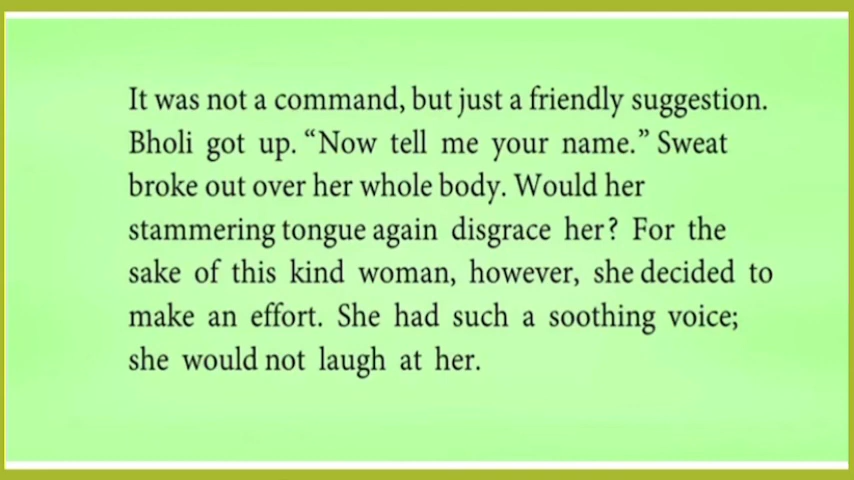 It was not a command, but just a friendly suggestion.
Bholi got up. “Now tell me your name.” Sweat
broke out over her whole body. Would her
stammering tongue again disgrace her? For the
sake of this kind woman, however, she decided to
make an effort. She had such a soothing voice;
she would not laugh at her.